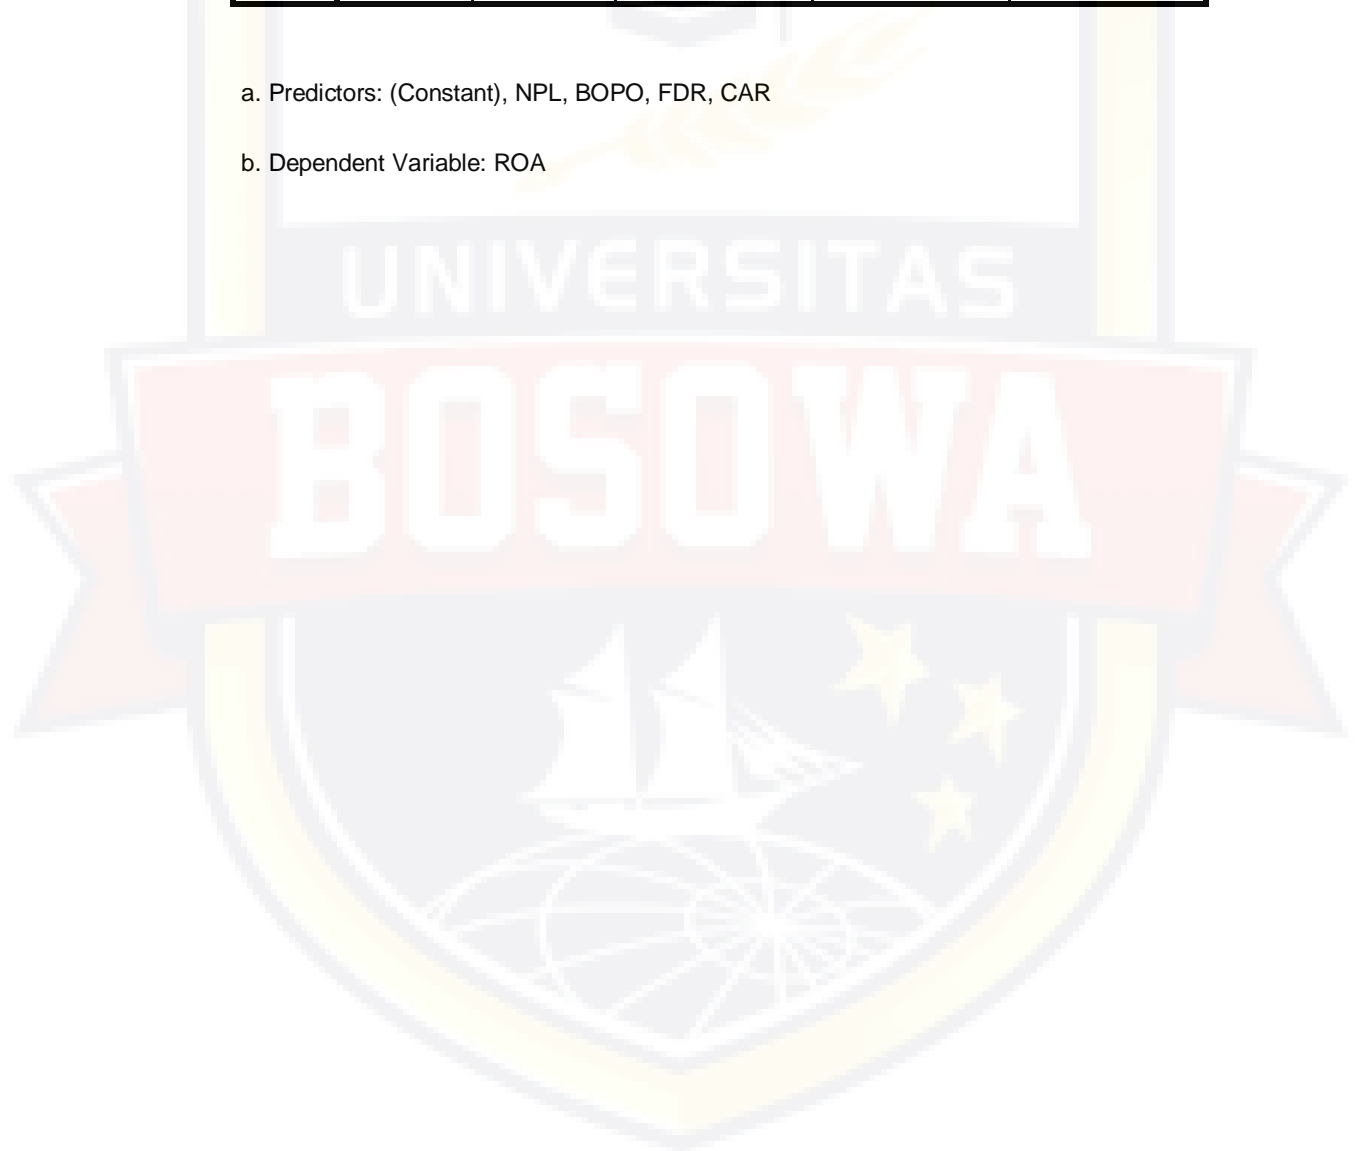 a. Predictors: (Constant), NPL, BOPO, FDR, CAR
b. Dependent Variable: ROA
UNIVERSITAS
BOSOWA